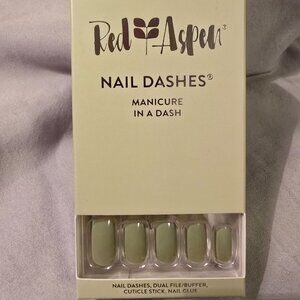 Red Aspen®
NAIL DASHES®
MANICURE
IN A DASH
NAIL DASHES, DUAL FILE/BUFFER,
CUTICLE STICK, NAIL GLUE